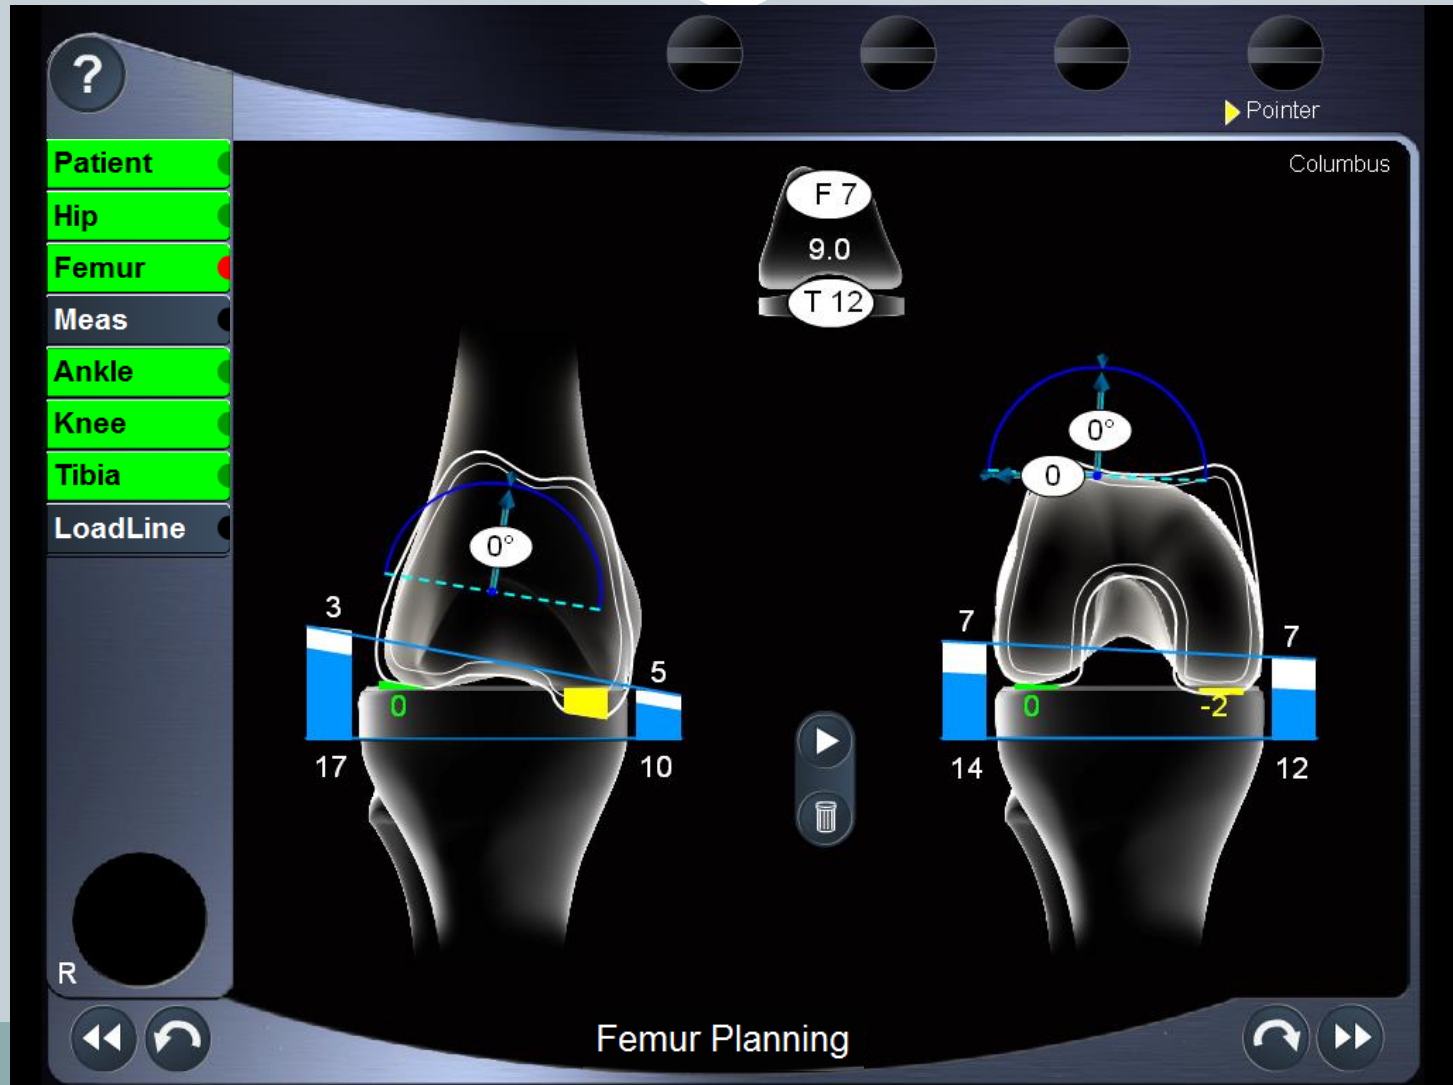 ?
Pointer
Columbus
Patient
Hip
Femur
Meas
Ankle
Knee
Tibia
LoadLine
F 7
9.0
T 12
0°
3
5
0
17
10
0°
0
7
7
0
-2
14
12
R
Femur Planning